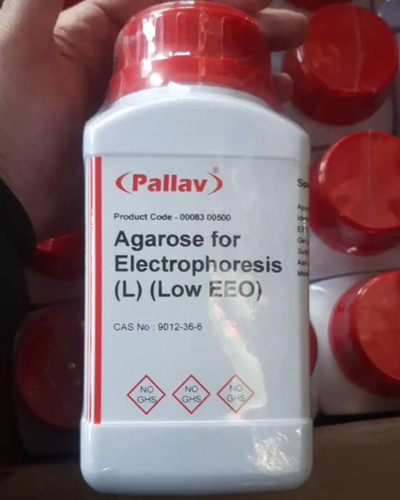 (Pallav)®
Product Code - 00083 00500
Agarose for
Electrophoresis
(L) (Low EEO)
CAS No : 9012-36-6
NO GHS
NO GHS
NO GHS